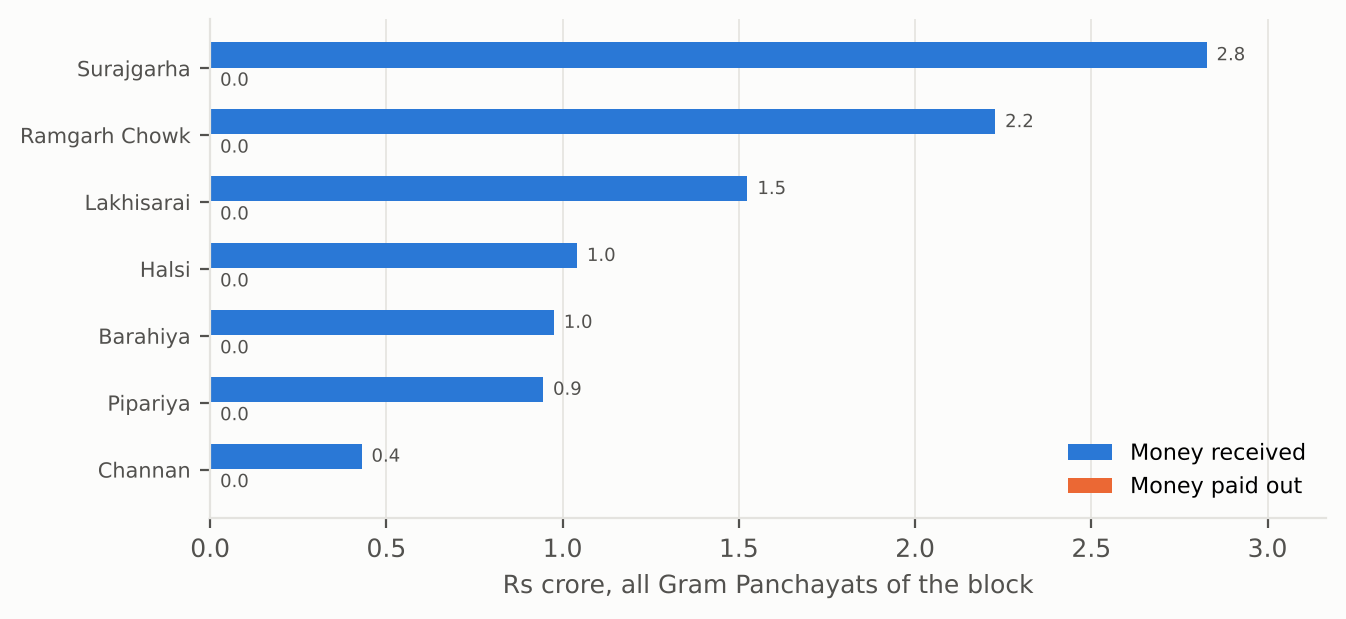 Surajgarha 2.8
0.0
Ramgarh Chowk 2.2
0.0
Lakhisarai 1.5
0.0
Halsi 1.0
0.0
Barahiya 1.0
0.0
Pipariya 0.9
0.0
Channan 0.4
0.0
Money received
Money paid out
0.0 0.5 1.0 1.5 2.0 2.5 3.0
Rs crore, all Gram Panchayats of the block